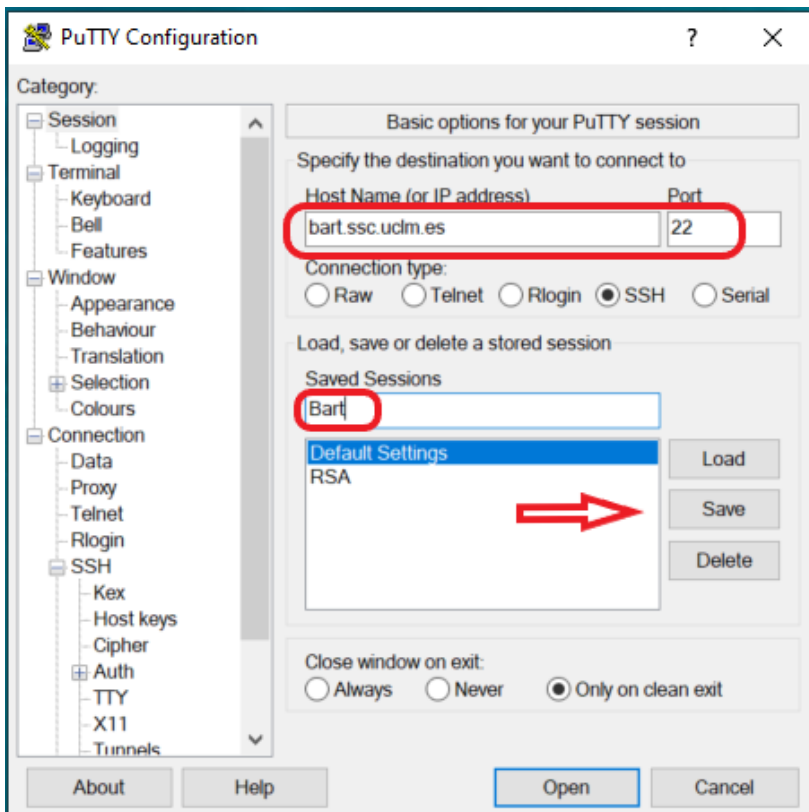 PuTTY Configuration ? X
Category:
Session
Logging
Terminal
Keyboard
Bell
Features
Window
Appearance
Behaviour
Translation
Selection
Colours
Connection
Data
Proxy
Telnet
Rlogin
SSH
Kex
Host keys
Cipher
Auth
TTY
X11
Tunnels
Basic options for your PuTTY session
Specify the destination you want to connect to
Host Name (or IP address) Port
bart.ssc.uclm.es 22
Connection type:
Raw Telnet Rlogin SSH Serial
Load, save or delete a stored session
Saved Sessions
Bart
Default Settings
RSA
Load
Save
Delete
Close window on exit:
Always Never Only on clean exit
About Help Open Cancel